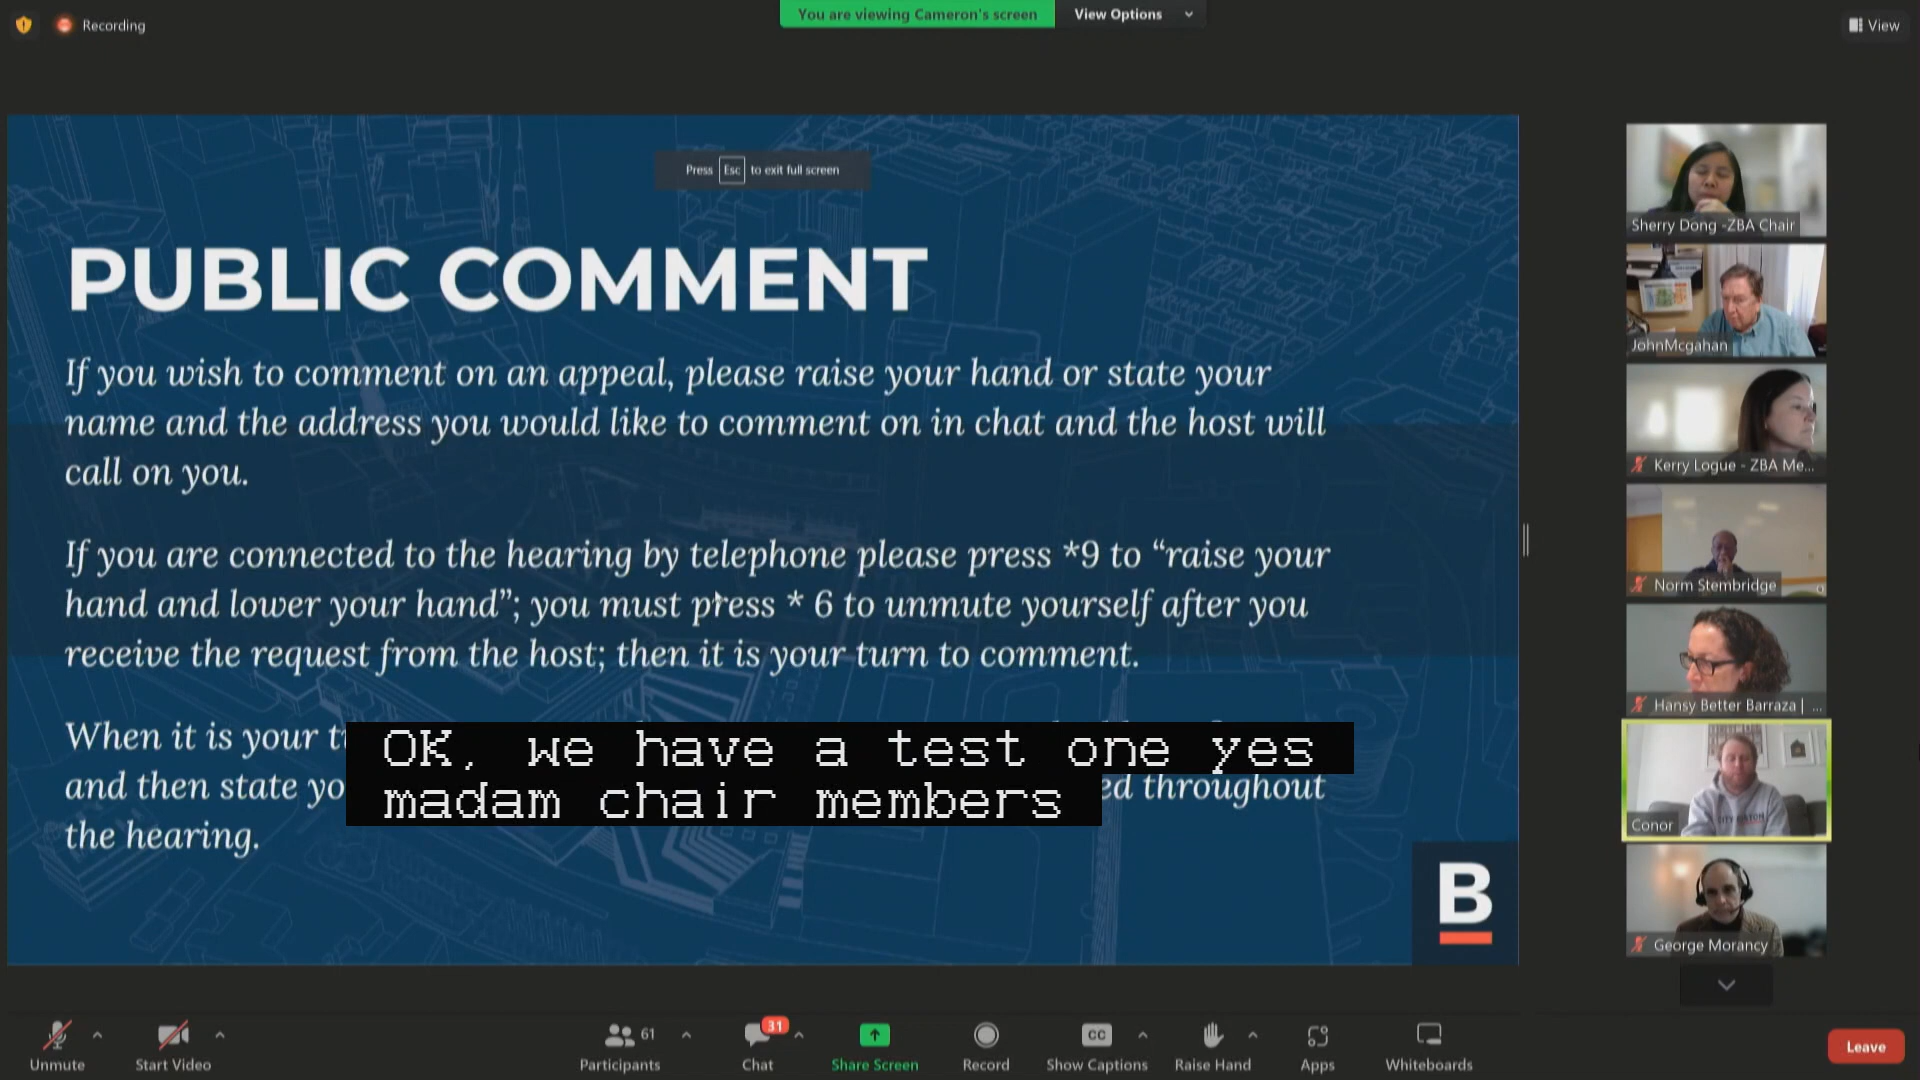 Recording
You are viewing Cameron's screen
View Options
View
Press Esc to exit full screen
PUBLIC COMMENT
If you wish to comment on an appeal, please raise your hand or state your
name and the address you would like to comment on in chat and the host will
call on you.
If you are connected to the hearing by telephone please press *9 to “raise your
hand and lower your hand”; you must press * 6 to unmute yourself after you
receive the request from the host; then it is your turn to comment.
When it is your
and then state
throughout
the hearing.
OK, we have a test one yes
madam chair members
B
Sherry Dong -ZBA Chair
JohnMcgahan
Kerry Logue - ZBA Me...
Norm Stembridge
Hansy Better Barraza | ...
Conor
George Morancy
Unmute
Start Video
61
Participants
31
Chat
Share Screen
Record
CC
Show Captions
Raise Hand
Apps
Whiteboards
Leave